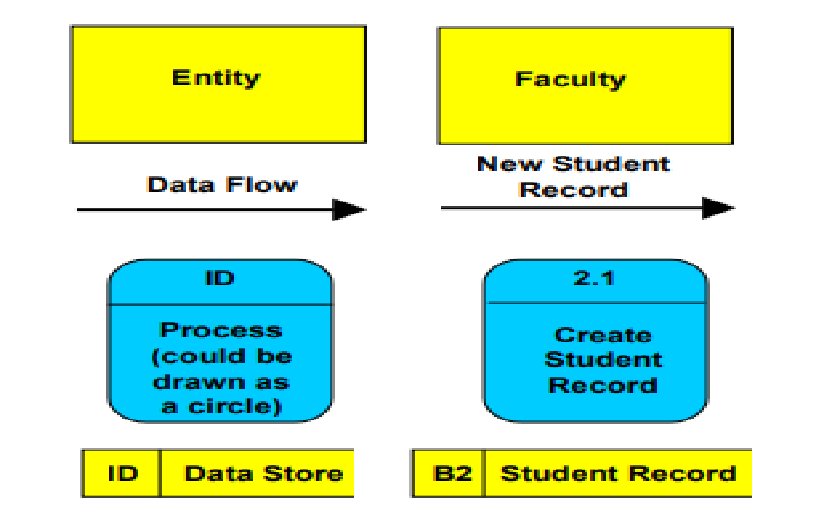 Entity
Faculty
Data Flow
New Student
Record
ID
Process
(could be
drawn as
a circle)
2.1
Create
Student
Record
ID
Data Store
B2
Student Record